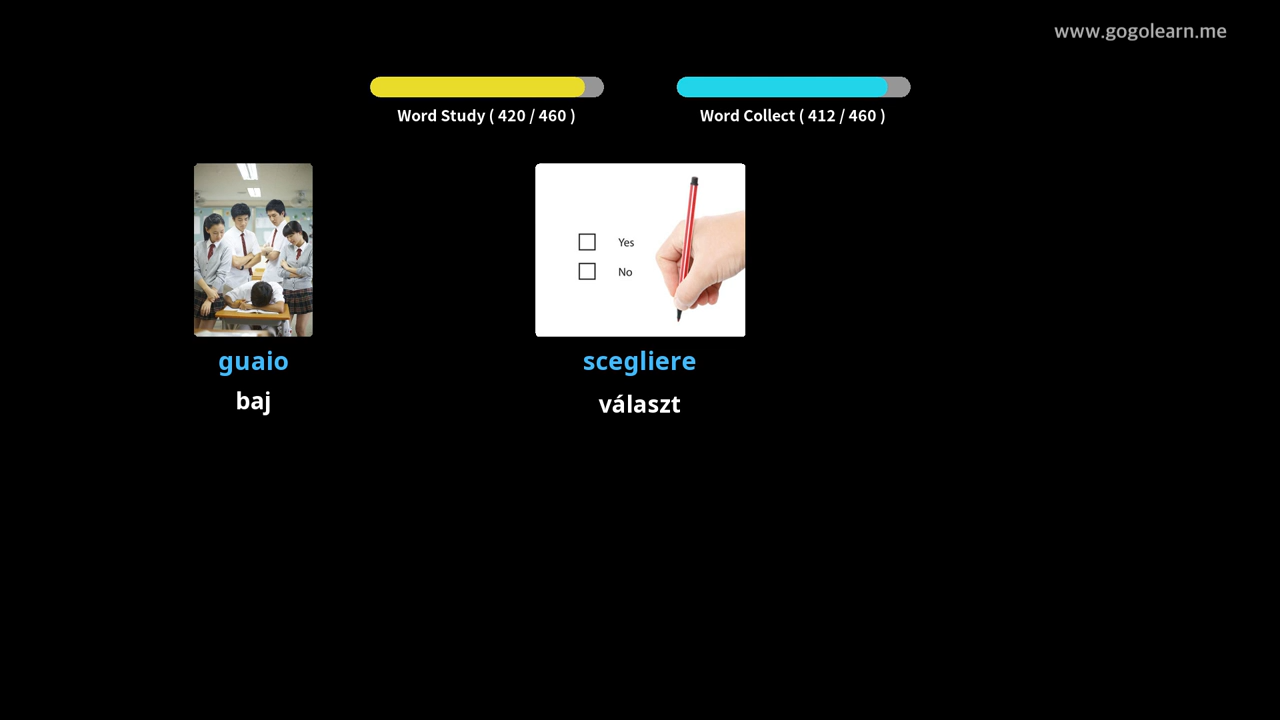 www.gogolearn.me
Word Study ( 420 / 460 )
Word Collect ( 412 / 460 )
Yes
No
guaio
scegliere
baj
választ